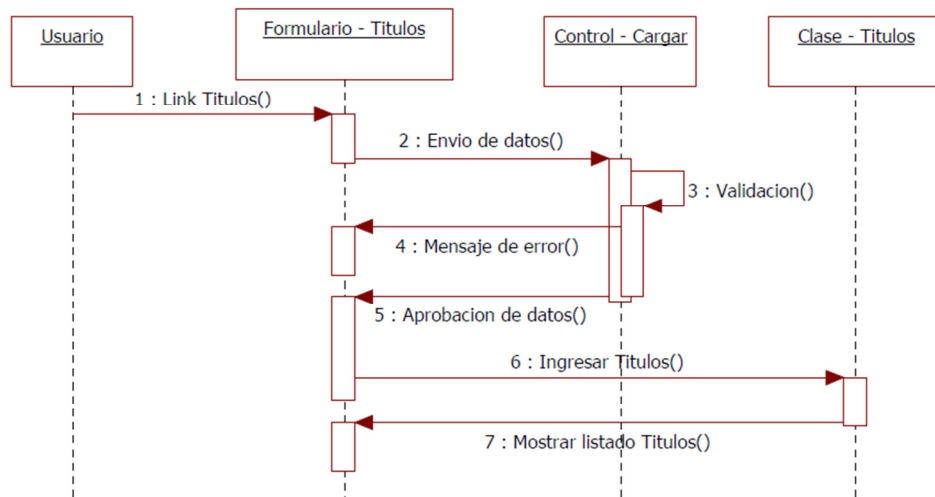 Usuario
Formulario - Titulos
Control - Cargar
Clase - Titulos
1 : Link Titulos()
2 : Envio de datos()
3 : Validacion()
4 : Mensaje de error()
5 : Aprobacion de datos()
6 : Ingresar Titulos()
7 : Mostrar listado Titulos()